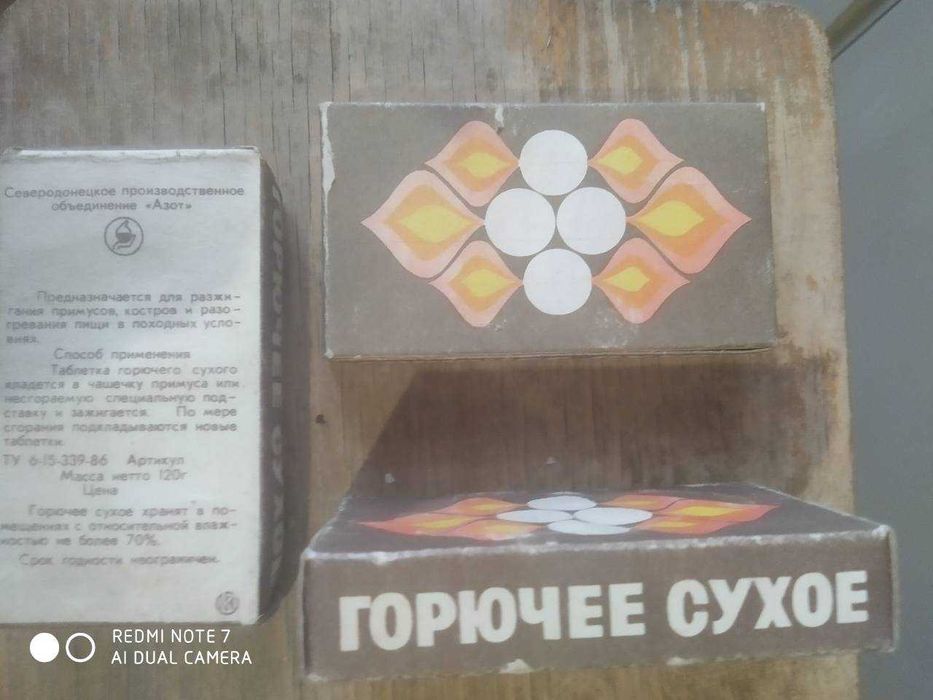 Северодонецкое производственное
объединение «Азот»
Предназначается для разжи-
гания примусов, костров и разо-
гревания пищи в походных усло-
виях.
Способ применения
Таблетка горючего сухого
кладется в чашечку примуса или
несгораемую специальную под-
ставку и зажигается. По мере
сгорания подкладываются новые
таблетки.
ТУ 6-15-339-86 Артикул
Масса нетто 120г
Цена
Горючее сухое хранят в по-
мещениях с относительной влаж-
ностью не более 70%.
Срок годности неограничен.
ГОРЮЧЕЕ СУХОЕ
ГОРЮЧЕЕ СУХОЕ
REDMI NOTE 7
AI DUAL CAMERA